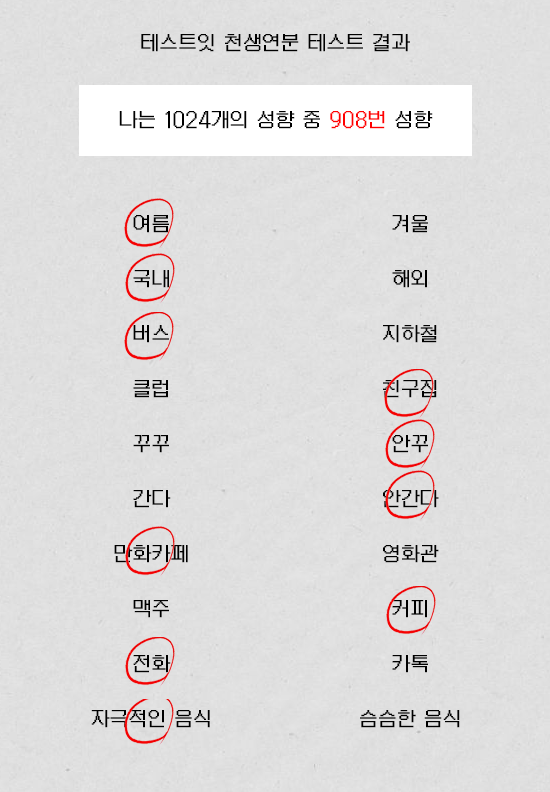 테스트잇 천생연분 테스트 결과
나는 1024개의 성향 중 908번 성향
여름 겨울
국내 해외
버스 지하철
클럽 친구집
꾸꾸 안꾸
간다 안간다
만화카페 영화관
맥주 커피
전화 카톡
자극적인 음식 슴슴한 음식